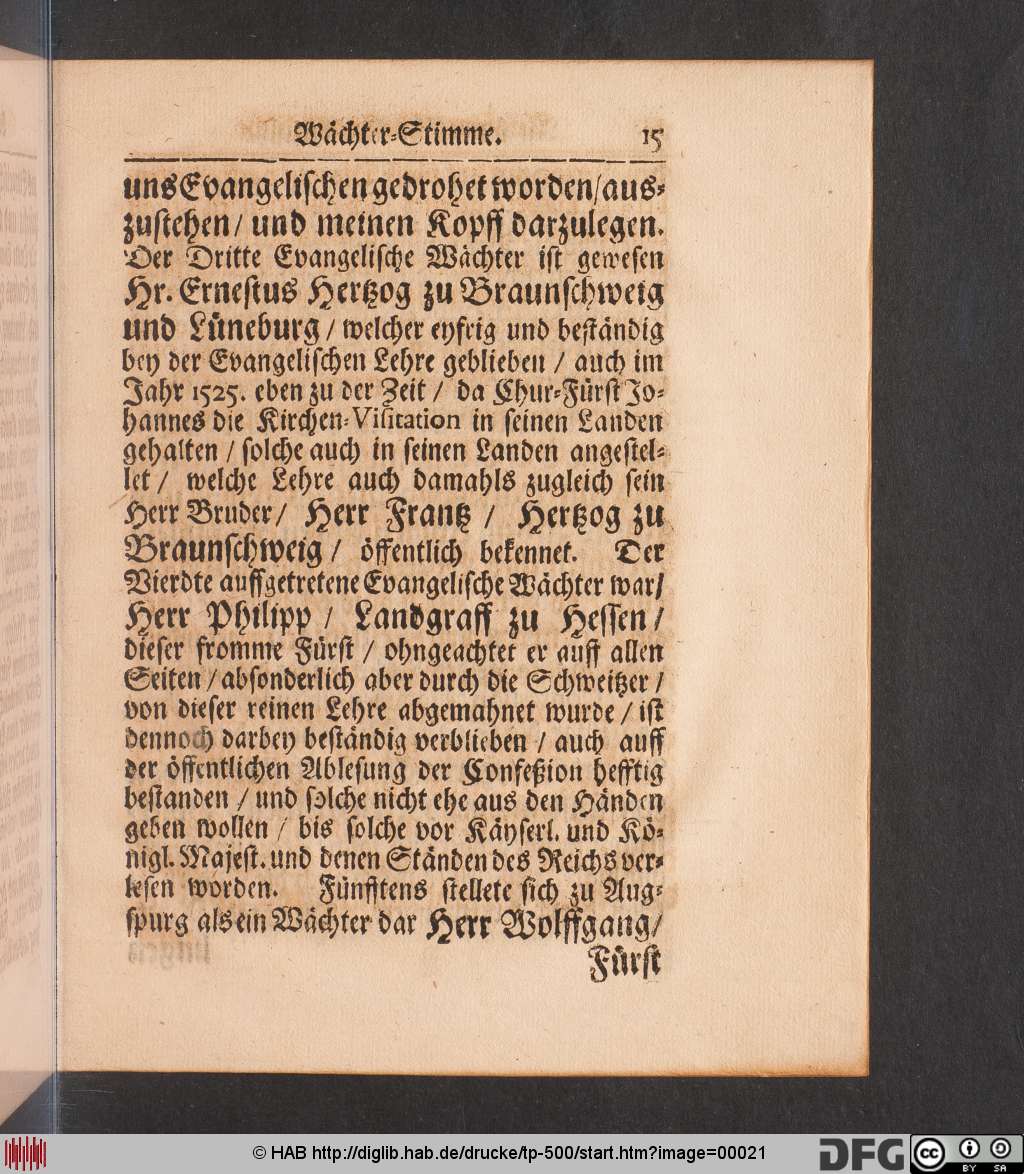 Wächter-Stimme. 15
uns Evangelischen gedrohet worden/ aus-
zustehen/ und meinen Kopff darzulegen.
Der Dritte Evangelische Wächter ist gewesen
Hr. Ernestus Hertzog zu Braunschweig
und Lüneburg/ welcher eyfrig und beständig
bey der Evangelischen Lehre geblieben/ auch im
Jahr 1525. eben zu der Zeit/ da Chur-Fürst Jo-
hannes die Kirchen-Visitation in seinen Landen
gehalten/ solche auch in seinen Landen angestel-
let/ welche Lehre auch damahls zugleich sein
Herr Bruder/ Herr Frantz/ Hertzog zu
Braunschweig/ öffentlich bekennet. Der
Vierdte auffgetretene Evangelische Wächter war/
Herr Philipp/ Landgraff zu Hessen/
dieser fromme Fürst/ ohngeachtet er auff allen
Seiten/ absonderlich aber durch die Schweitzer/
von dieser reinen Lehre abgemahnet wurde/ ist
dennoch darbey beständig verblieben/ auch auff
der öffentlichen Ablesung der Confeßion hefftig
bestanden/ und solche nicht ehe aus den Händen
geben wollen/ bis solche vor Käyserl. und Kö-
nigl. Majest. und denen Ständen des Reichs ver-
lesen worden. Fünfftens stellete sich zu Aug-
spurg als ein Wächter dar Herr Wolffgang/
Fürst
© HAB http://diglib.hab.de/drucke/tp-500/start.htm?image=00021
DFG
cc BY SA